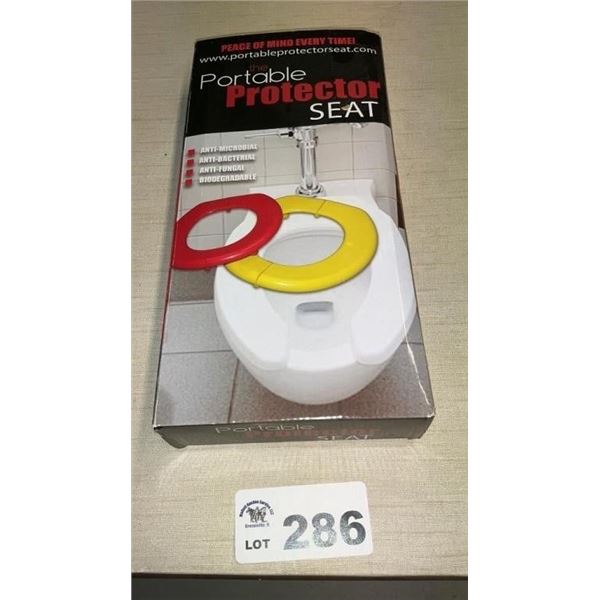 PEACE OF MIND EVERY TIME!
www.portableprotectorseat.com
the
Portable
Protector
SEAT
ANTI-MICROBIAL
ANTI-BACTERIAL
ANTI-FUNGAL
BIODEGRADABLE
Portable
Protector
SEAT
LOT 286